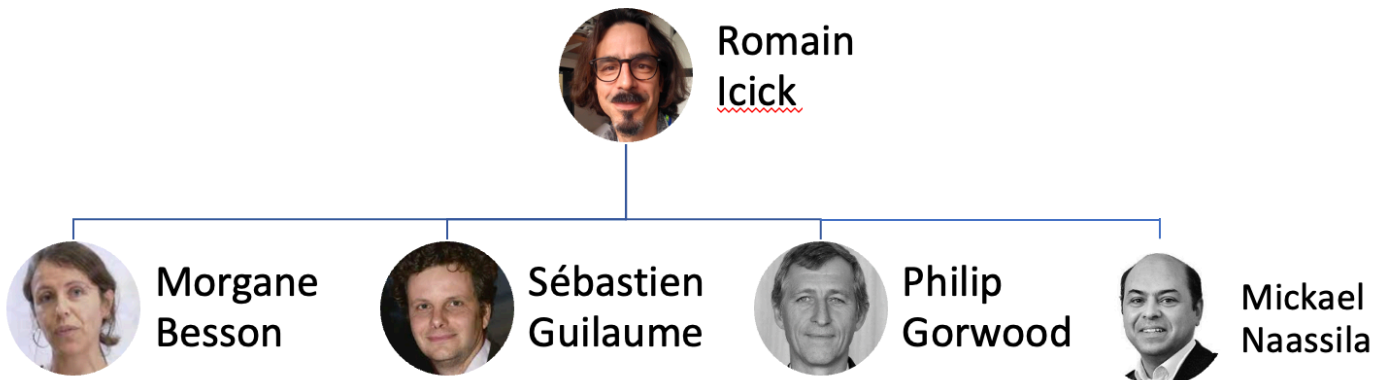 Romain
Icick
Morgane
Besson
Sébastien
Guilaume
Philip
Gorwood
Mickael
Naassila